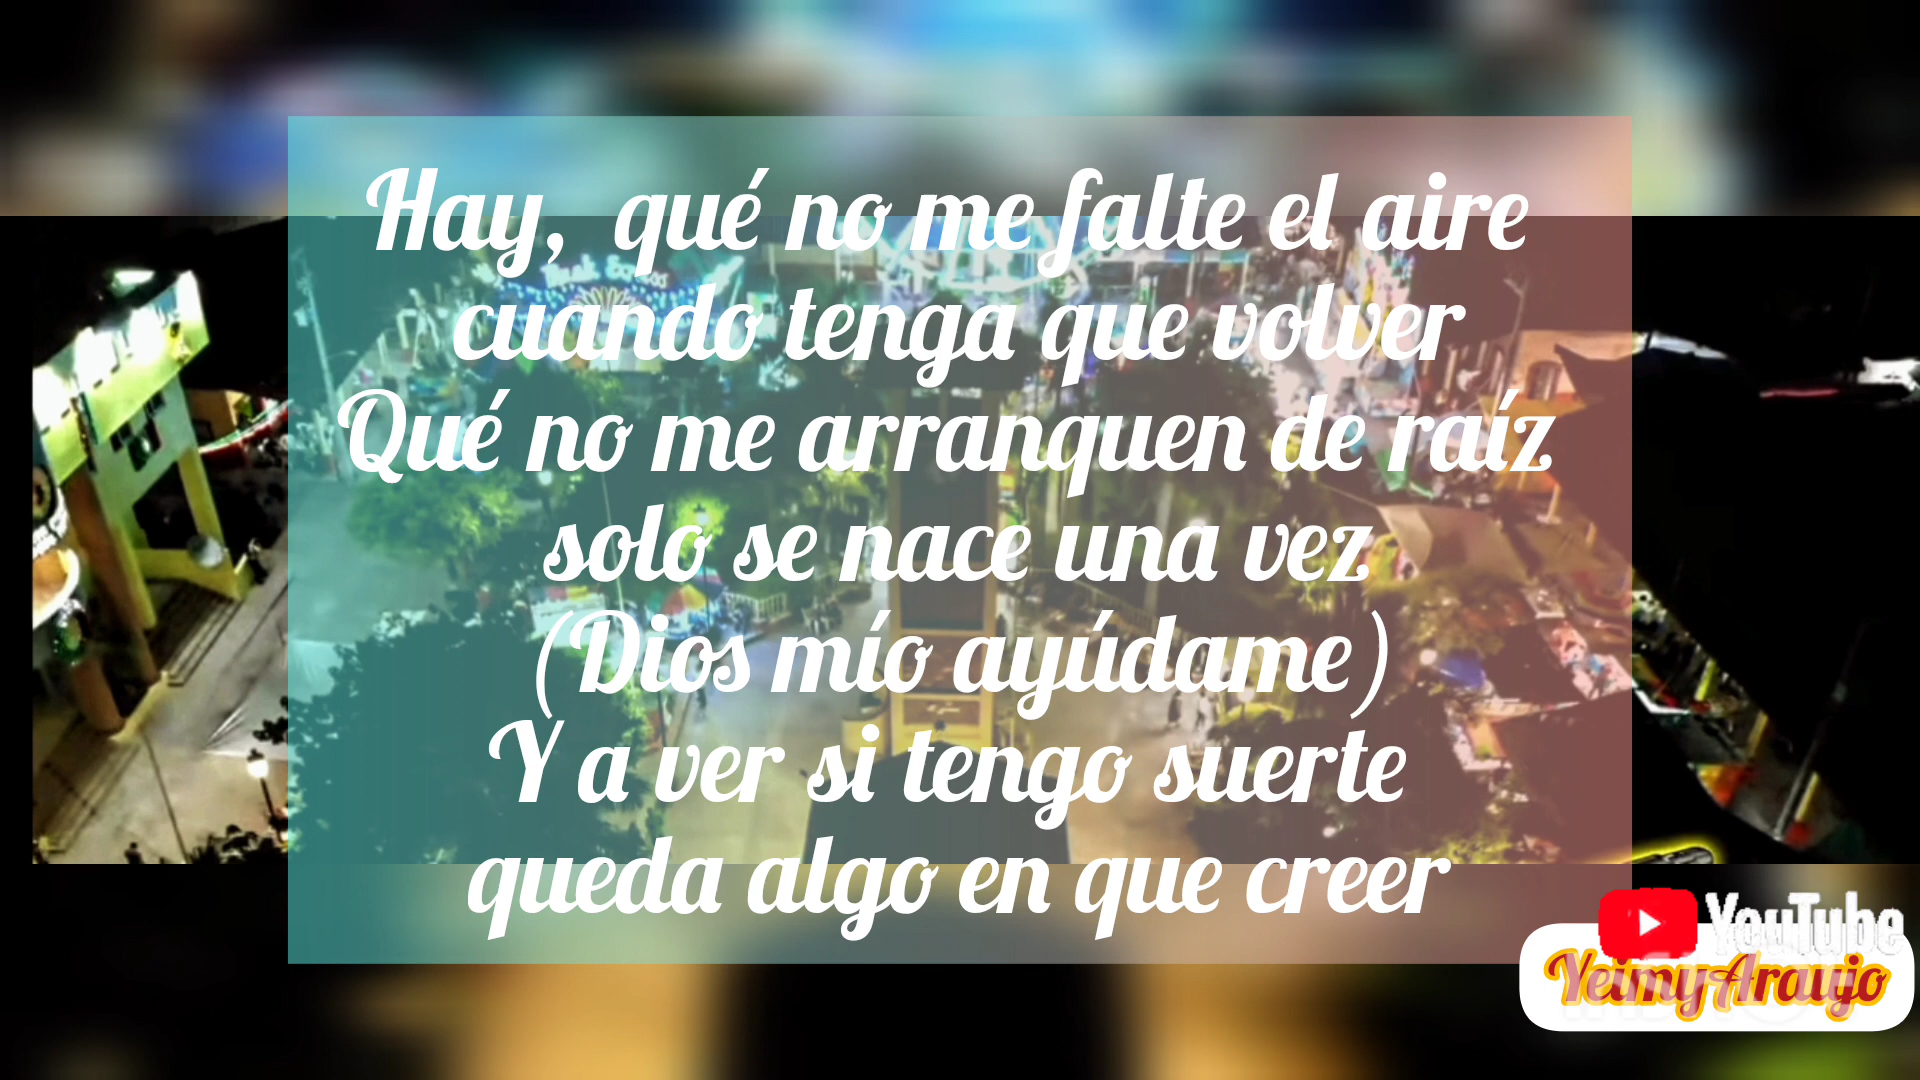 Hay, qué no me falte el aire
cuando tenga que volver
Qué no me arranquen de raíz
solo se nace una vez
(Dios mío ayúdame)
Y a ver si tengo suerte
queda algo en que creer
YouTube
YeimyAraujo